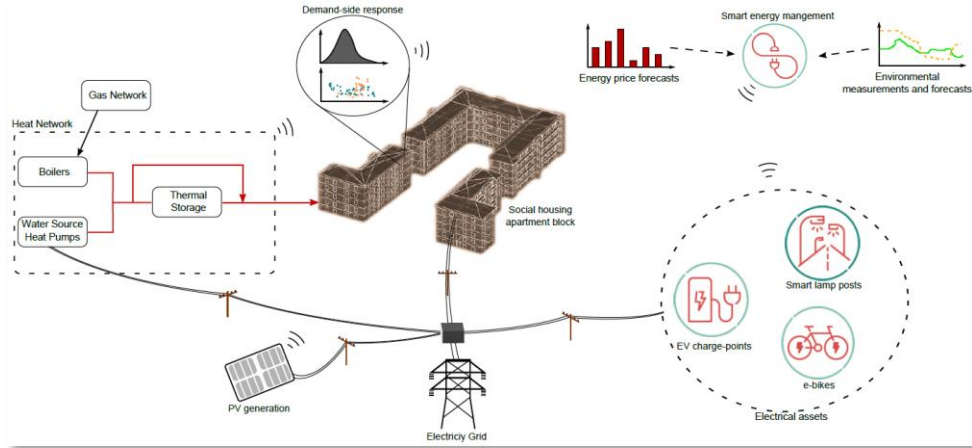 Demand-side response
Smart energy mangement
Energy price forecasts
Environmental
measurements and forecasts
Gas Network
Heat Network
Boilers
Thermal
Storage
Water Source
Heat Pumps
Social housing
apartment block
Smart lamp posts
EV charge-points
e-bikes
Electrical assets
PV generation
Electriciy Grid